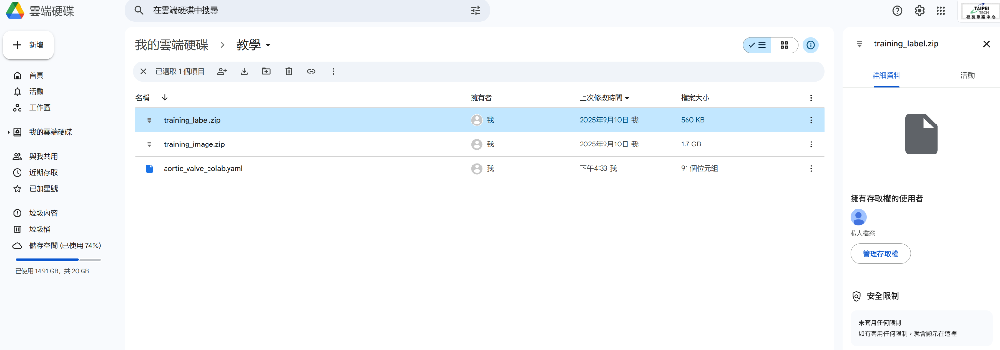 雲端硬碟
在雲端硬碟中搜尋
TAIPEI
TECH
校友聯絡中心
新增
首頁
活動
工作區
我的雲端硬碟
與我共用
近期存取
已加星號
垃圾內容
垃圾桶
儲存空間 (已使用 74%)
已使用 14.91 GB，共 20 GB
我的雲端硬碟
教學
已選取 1 個項目
名稱 擁有者 上次修改時間 檔案大小
training_label.zip 我 2025年9月10日 我 560 KB
training_image.zip 我 2025年9月10日 我 1.7 GB
aortic_valve_colab.yaml 我 下午4:33 我 91 個位元組
training_label.zip
詳細資料 活動
擁有存取權的使用者
私人檔案
管理存取權
安全限制
未套用任何限制
如有套用任何限制，就會顯示在這裡